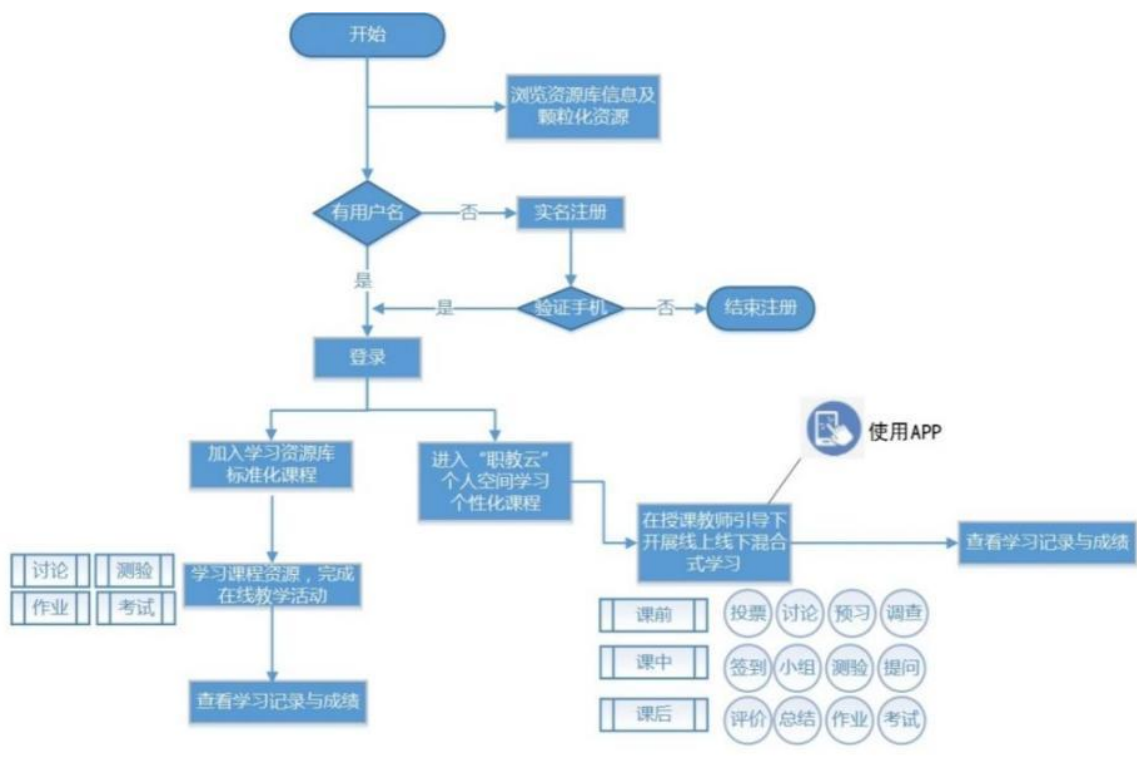 开始
浏览资源库信息及
颗粒化资源
有用户名
否
实名注册
是
是
验证手机
否
结束注册
登录
加入学习资源库
标准化课程
进入“职教云”
个人空间学习
个性化课程
使用APP
在授课教师引导下
开展线上线下混合
式学习
查看学习记录与成绩
讨论
测验
作业
考试
学习课程资源，完成
在线教学活动
查看学习记录与成绩
课前
投票
讨论
预习
调查
课中
签到
小组
测验
提问
课后
评价
总结
作业
考试